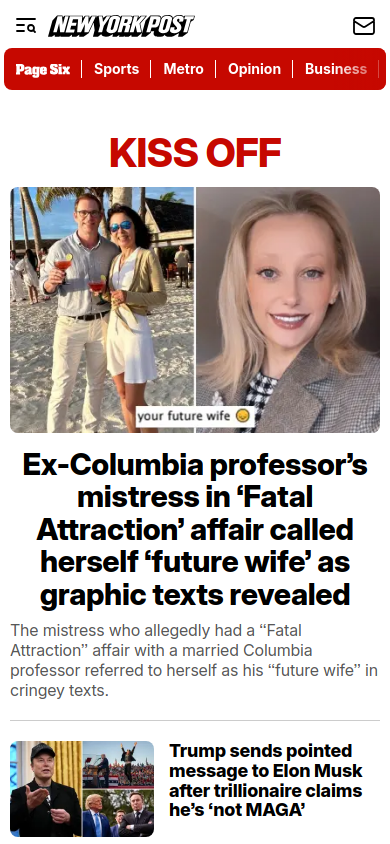 NEW YORK POST
Page Six
Sports
Metro
Opinion
Business
KISS OFF
your future wife
Ex-Columbia professor’s
mistress in ‘Fatal
Attraction’ affair called
herself ‘future wife’ as
graphic texts revealed
The mistress who allegedly had a “Fatal
Attraction” affair with a married Columbia
professor referred to herself as his “future wife” in
cringey texts.
Trump sends pointed
message to Elon Musk
after trillionaire claims
he’s ‘not MAGA’